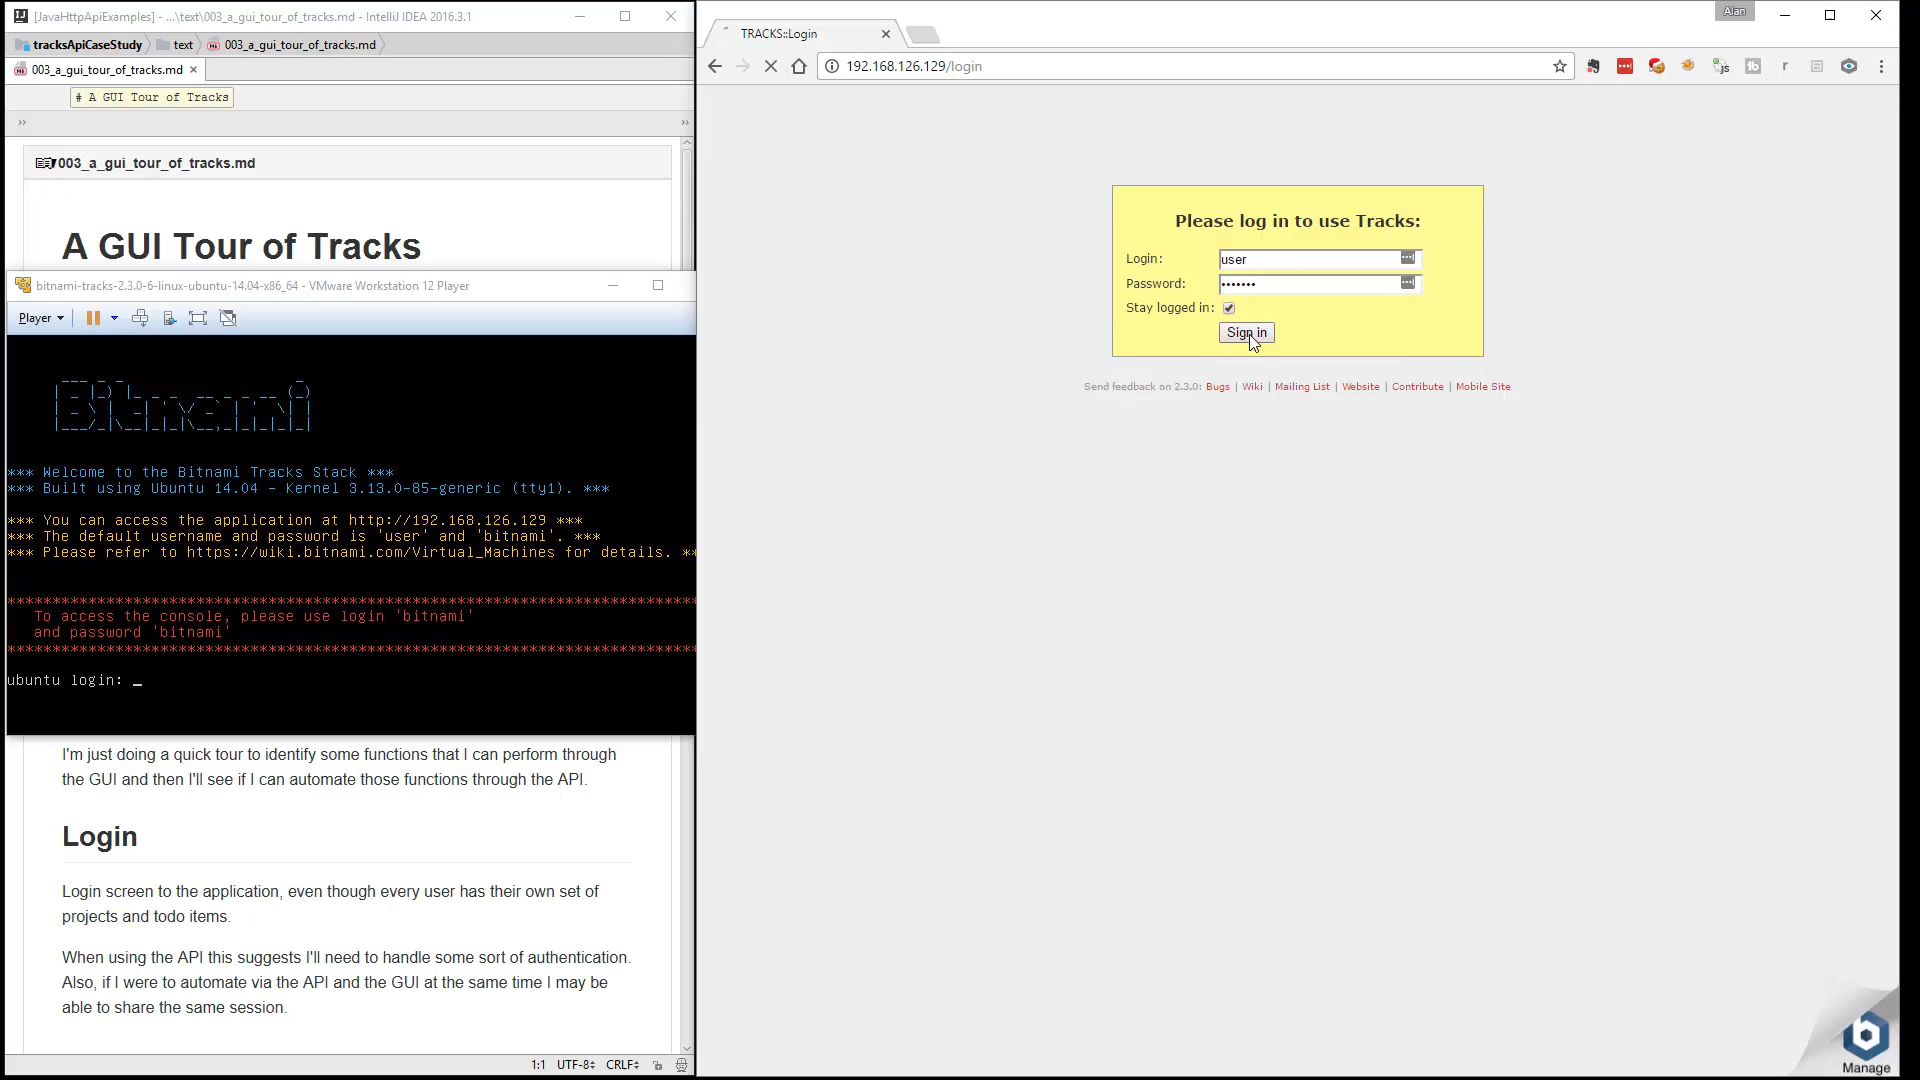 [JavaHttpApiExamples] - ...\text\003_a_gui_tour_of_tracks.md - IntelliJ IDEA 2016.3.1
tracksApiCaseStudy
text
003_a_gui_tour_of_tracks.md
003_a_gui_tour_of_tracks.md
# A GUI Tour of Tracks
003_a_gui_tour_of_tracks.md
A GUI Tour of Tracks
bitnami-tracks-2.3.0-6-linux-ubuntu-14.04-x86_64 - VMware Workstation 12 Player
Player
Bitnami
*** Welcome to the Bitnami Tracks Stack ***
*** Built using Ubuntu 14.04 - Kernel 3.13.0-85-generic (tty1). ***
*** You can access the application at http://192.168.126.129 ***
*** The default username and password is 'user' and 'bitnami'. ***
*** Please refer to https://wiki.bitnami.com/Virtual_Machines for details. **
To access the console, please use login 'bitnami'
and password 'bitnami'
ubuntu login: _
I'm just doing a quick tour to identify some functions that I can perform through
the GUI and then I'll see if I can automate those functions through the API.
Login
Login screen to the application, even though every user has their own set of
projects and todo items.
When using the API this suggests I'll need to handle some sort of authentication.
Also, if I were to automate via the API and the GUI at the same time I may be
able to share the same session.
1:1 UTF-8 CRLF
Alan
TRACKS::Login
192.168.126.129/login
Please log in to use Tracks:
Login: user
Password: •••••••
Stay logged in:
Sign in
Send feedback on 2.3.0: Bugs | Wiki | Mailing List | Website | Contribute | Mobile Site
Manage